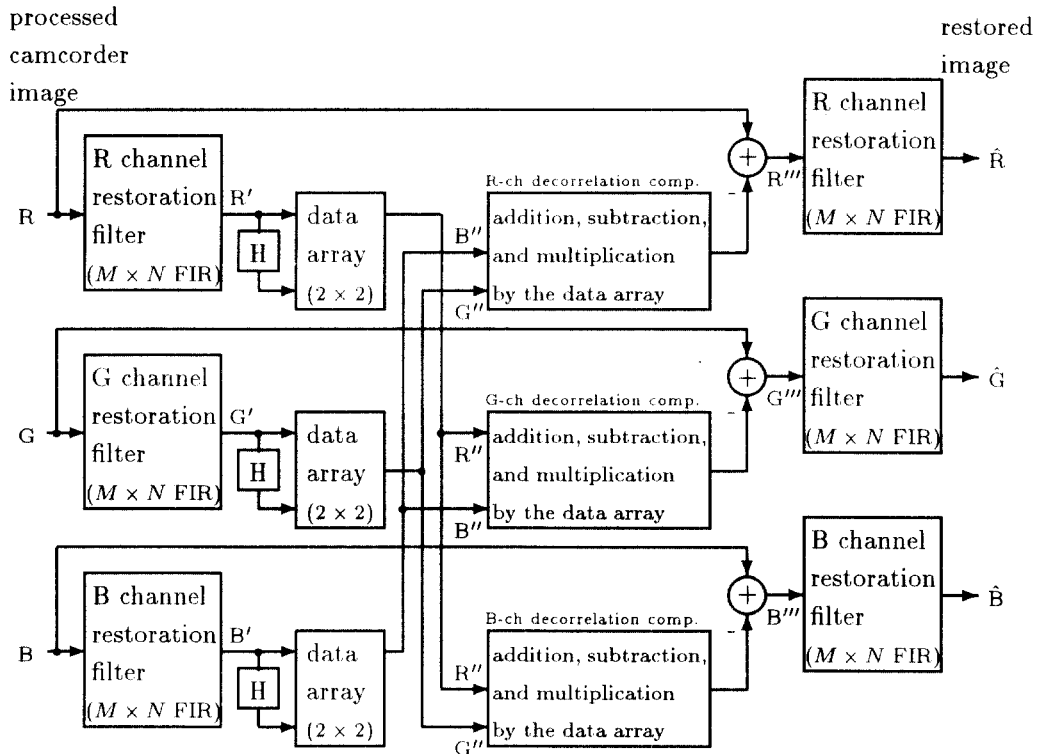 processed
camcorder
image
restored
image
R channel
restoration
filter
(M × N FIR)
R̂
R
R channel
restoration
filter
(M × N FIR)
R′
H
data
array
(2 × 2)
B″
G″
R-ch decorrelation comp.
addition, subtraction,
and multiplication
by the data array
+
-
R‴
G channel
restoration
filter
(M × N FIR)
Ĝ
G
G channel
restoration
filter
(M × N FIR)
G′
H
data
array
(2 × 2)
R″
B″
G-ch decorrelation comp.
addition, subtraction,
and multiplication
by the data array
+
-
G‴
B channel
restoration
filter
(M × N FIR)
B̂
B
B channel
restoration
filter
(M × N FIR)
B′
H
data
array
(2 × 2)
R″
G″
B-ch decorrelation comp.
addition, subtraction,
and multiplication
by the data array
+
-
B‴